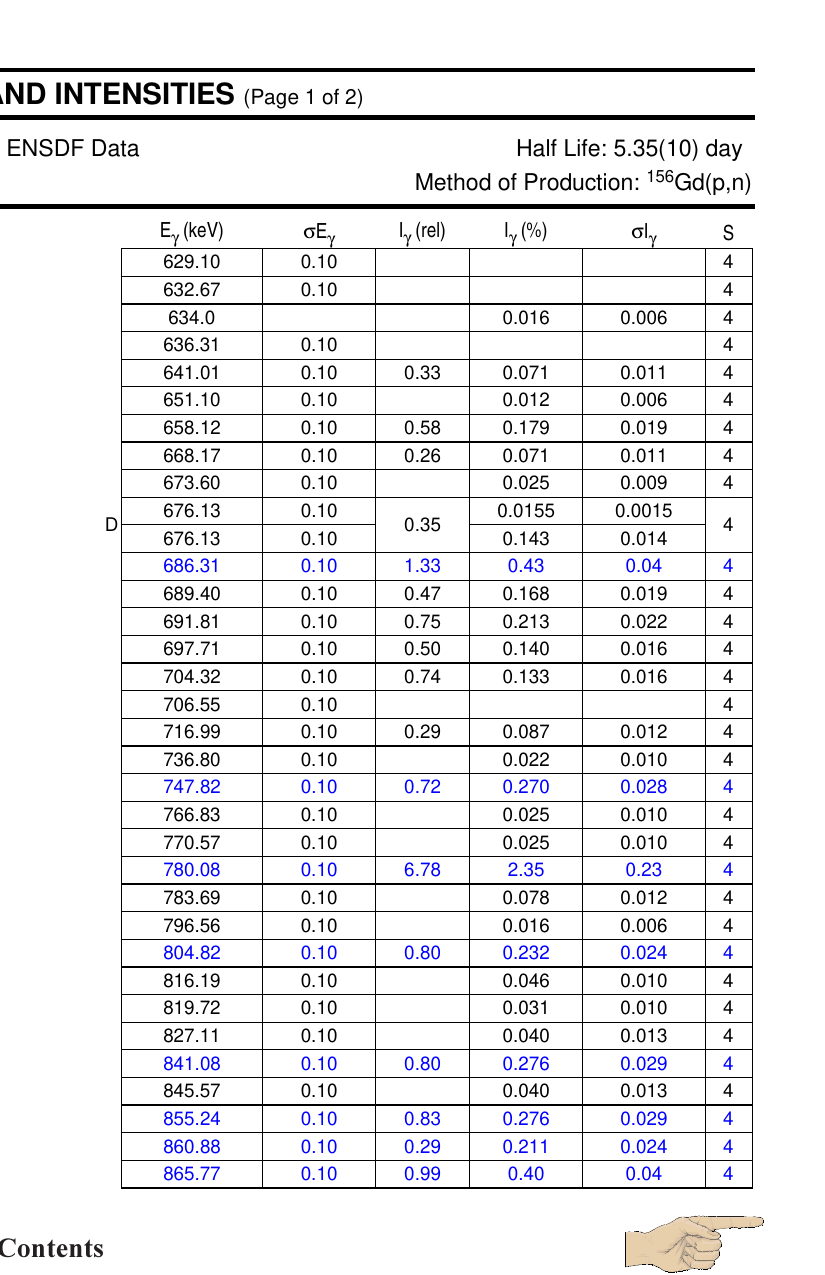 AND INTENSITIES (Page 1 of 2)
ENSDF Data Half Life: 5.35(10) day
Method of Production: ¹⁵⁶Gd(p,n)
Eγ (keV) σEγ Iγ (rel) Iγ (%) σIγ S
629.10 0.10 4
632.67 0.10 4
634.0 0.016 0.006 4
636.31 0.10 4
641.01 0.10 0.33 0.071 0.011 4
651.10 0.10 0.012 0.006 4
658.12 0.10 0.58 0.179 0.019 4
668.17 0.10 0.26 0.071 0.011 4
673.60 0.10 0.025 0.009 4
676.13 0.10 0.0155 0.0015
D 0.35 4
676.13 0.10 0.143 0.014
686.31 0.10 1.33 0.43 0.04 4
689.40 0.10 0.47 0.168 0.019 4
691.81 0.10 0.75 0.213 0.022 4
697.71 0.10 0.50 0.140 0.016 4
704.32 0.10 0.74 0.133 0.016 4
706.55 0.10 4
716.99 0.10 0.29 0.087 0.012 4
736.80 0.10 0.022 0.010 4
747.82 0.10 0.72 0.270 0.028 4
766.83 0.10 0.025 0.010 4
770.57 0.10 0.025 0.010 4
780.08 0.10 6.78 2.35 0.23 4
783.69 0.10 0.078 0.012 4
796.56 0.10 0.016 0.006 4
804.82 0.10 0.80 0.232 0.024 4
816.19 0.10 0.046 0.010 4
819.72 0.10 0.031 0.010 4
827.11 0.10 0.040 0.013 4
841.08 0.10 0.80 0.276 0.029 4
845.57 0.10 0.040 0.013 4
855.24 0.10 0.83 0.276 0.029 4
860.88 0.10 0.29 0.211 0.024 4
865.77 0.10 0.99 0.40 0.04 4
Contents